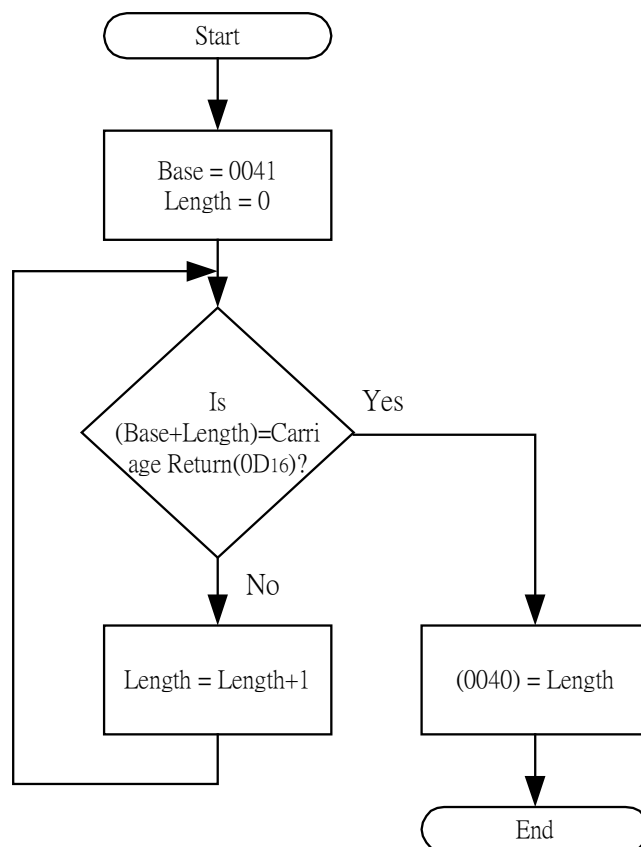 Start
Base = 0041
Length = 0
Is
(Base+Length)=Carri
age Return(0D16)?
Yes
No
Length = Length+1
(0040) = Length
End